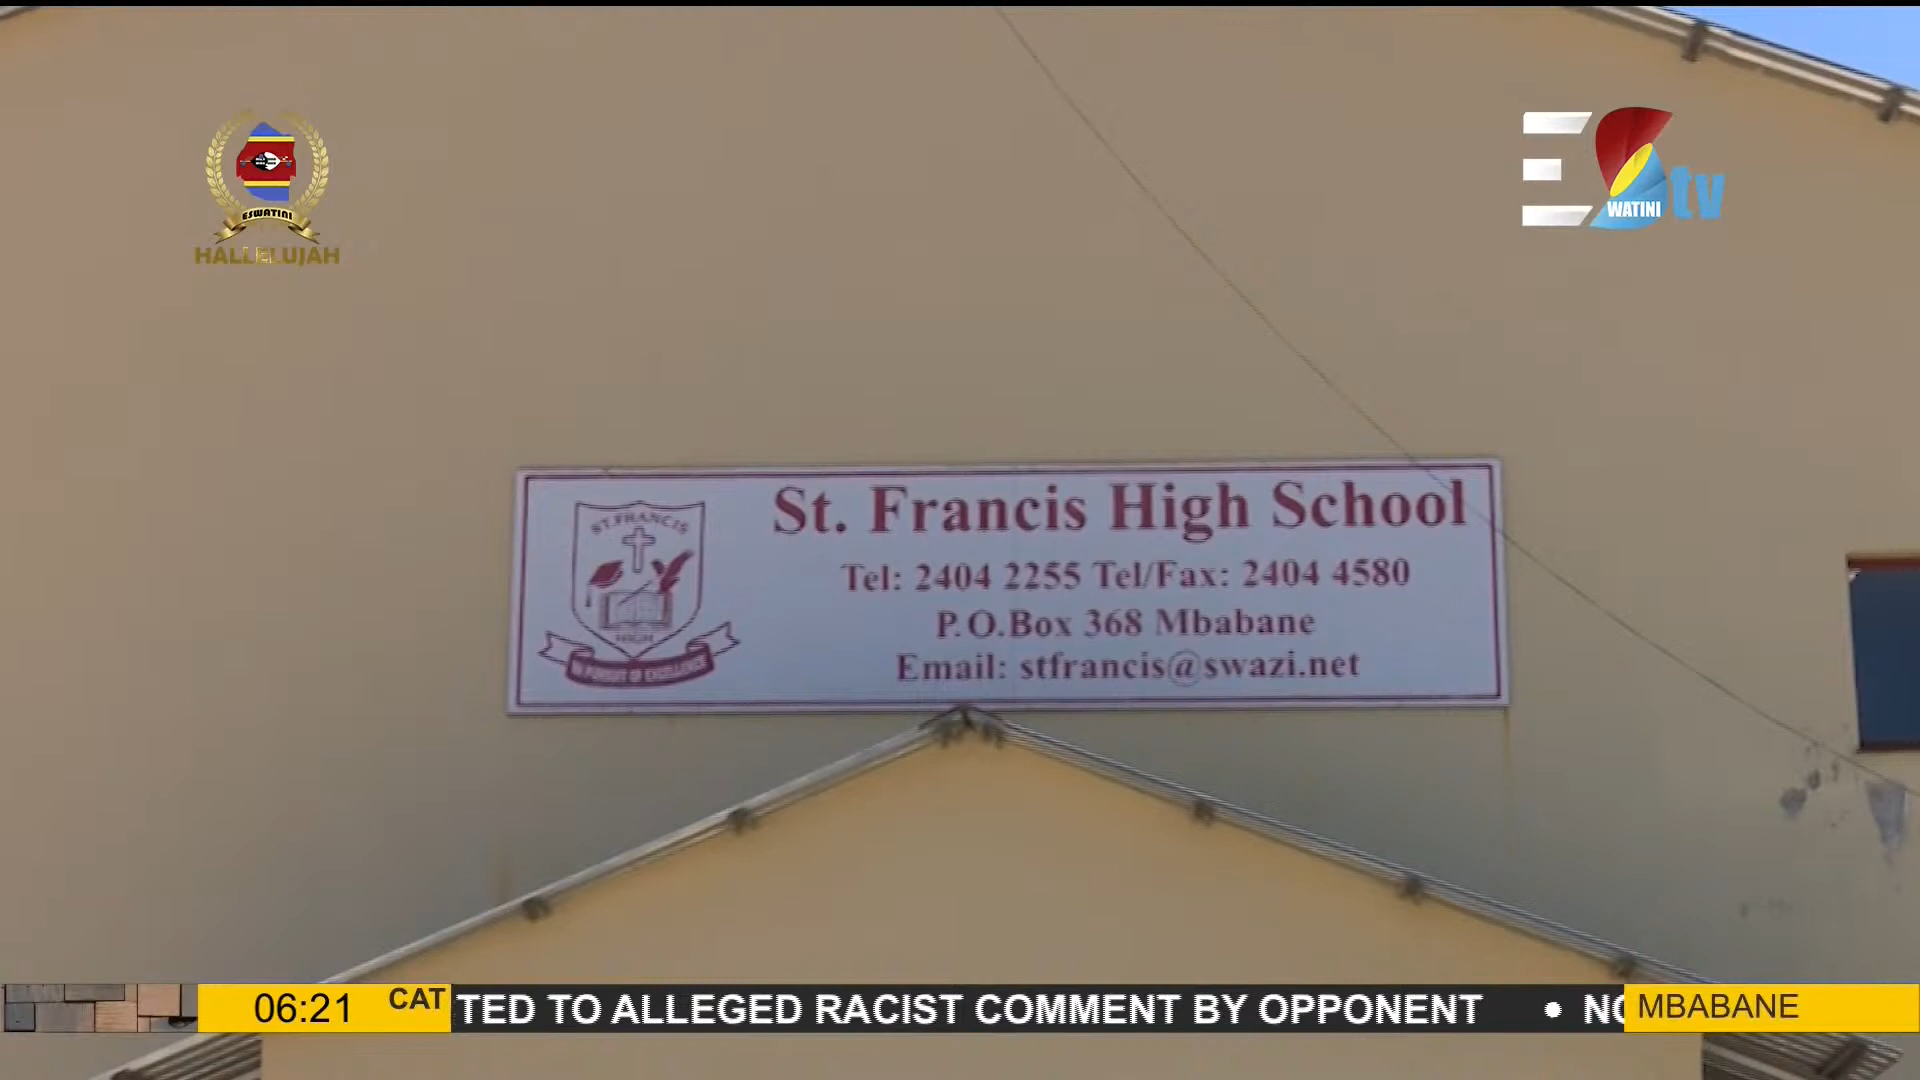 ESWATINI
HALLELUJAH
ESWATINI tv
St. Francis High School
Tel: 2404 2255 Tel/Fax: 2404 4580
P.O.Box 368 Mbabane
Email: stfrancis@swazi.net
ST.FRANCIS
HIGH
IN PURSUIT OF EXCELLENCE
06:21 CAT TED TO ALLEGED RACIST COMMENT BY OPPONENT • NO MBABANE